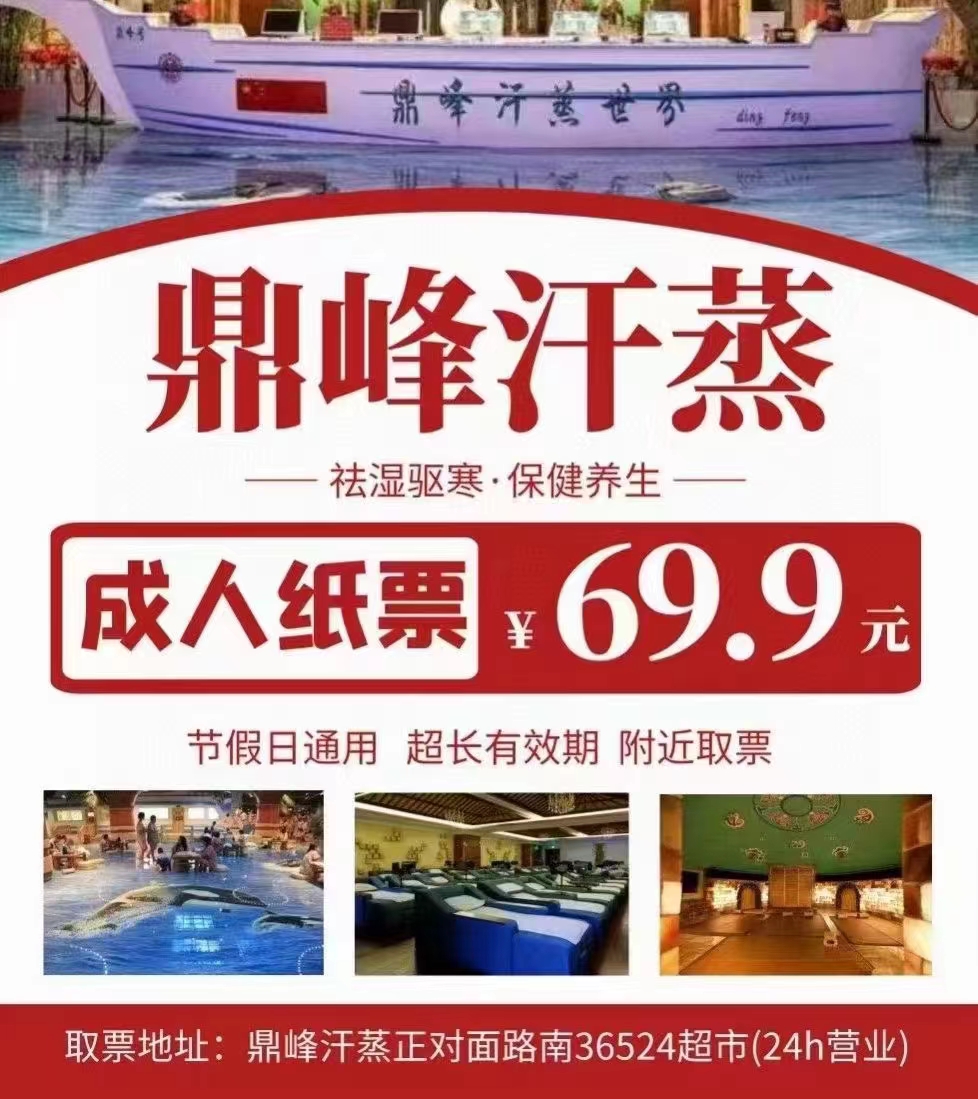 鼎峰汗蒸世界
ding feng
鼎峰汗蒸
祛湿驱寒·保健养生
成人纸票 ¥69.9元
节假日通用 超长有效期 附近取票
取票地址：鼎峰汗蒸正对面路南36524超市(24h营业)